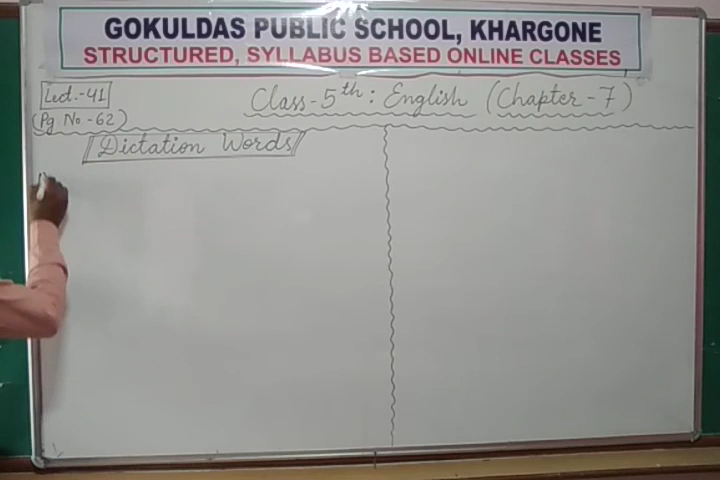 GOKULDAS PUBLIC SCHOOL, KHARGONE
STRUCTURED, SYLLABUS BASED ONLINE CLASSES
Lect.-41
Class-5th : English (Chapter-7)
(Pg No-62)
Dictation Words